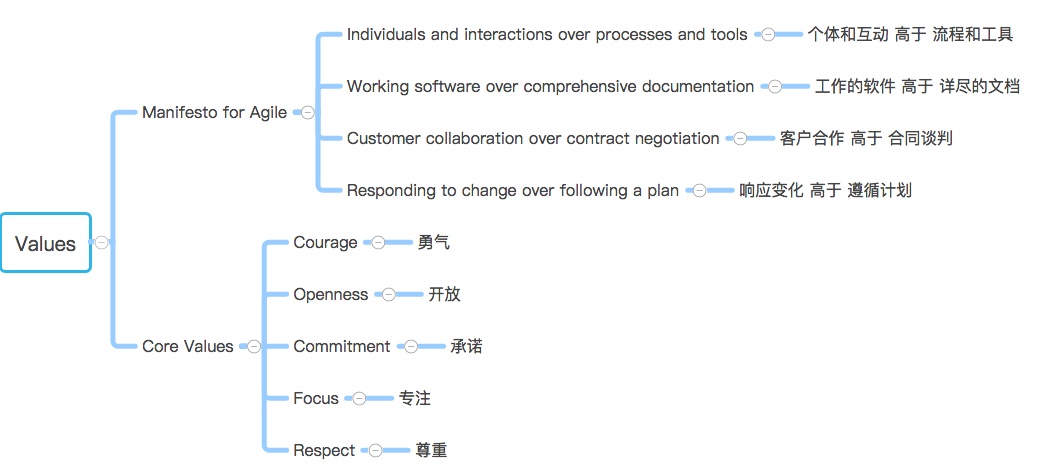 Values
Manifesto for Agile
Individuals and interactions over processes and tools
个体和互动 高于 流程和工具
Working software over comprehensive documentation
工作的软件 高于 详尽的文档
Customer collaboration over contract negotiation
客户合作 高于 合同谈判
Responding to change over following a plan
响应变化 高于 遵循计划
Core Values
Courage
勇气
Openness
开放
Commitment
承诺
Focus
专注
Respect
尊重